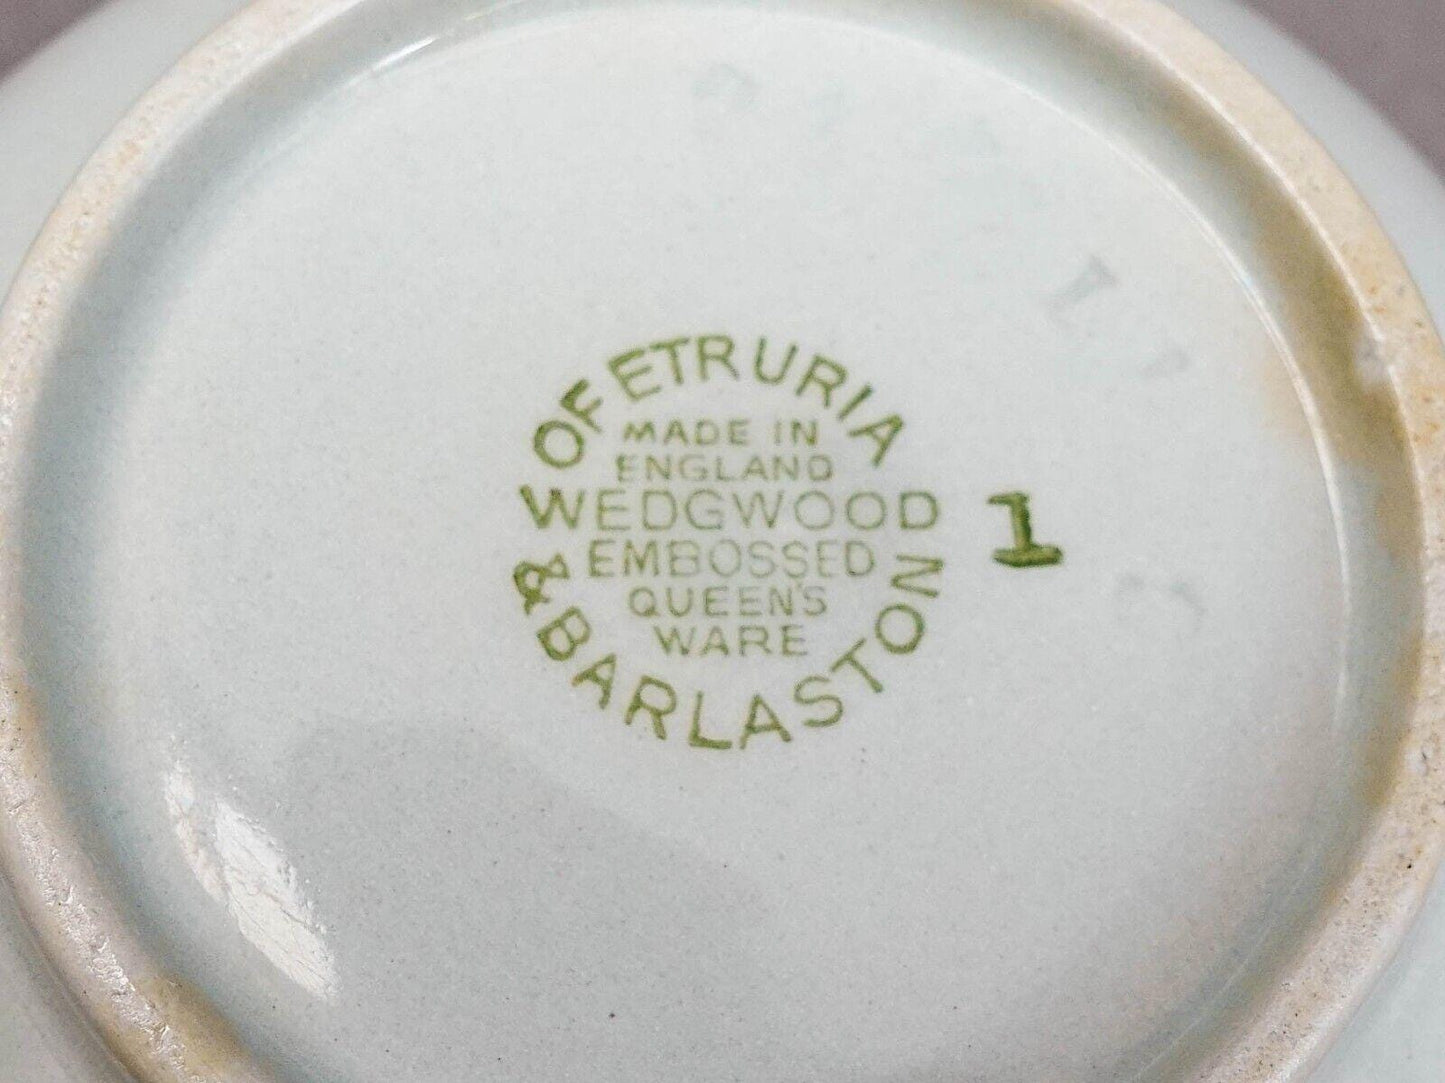 OF ETRURIA
MADE IN
ENGLAND
WEDGWOOD 1
EMBOSSED
QUEEN'S
WARE
& BARLASTON